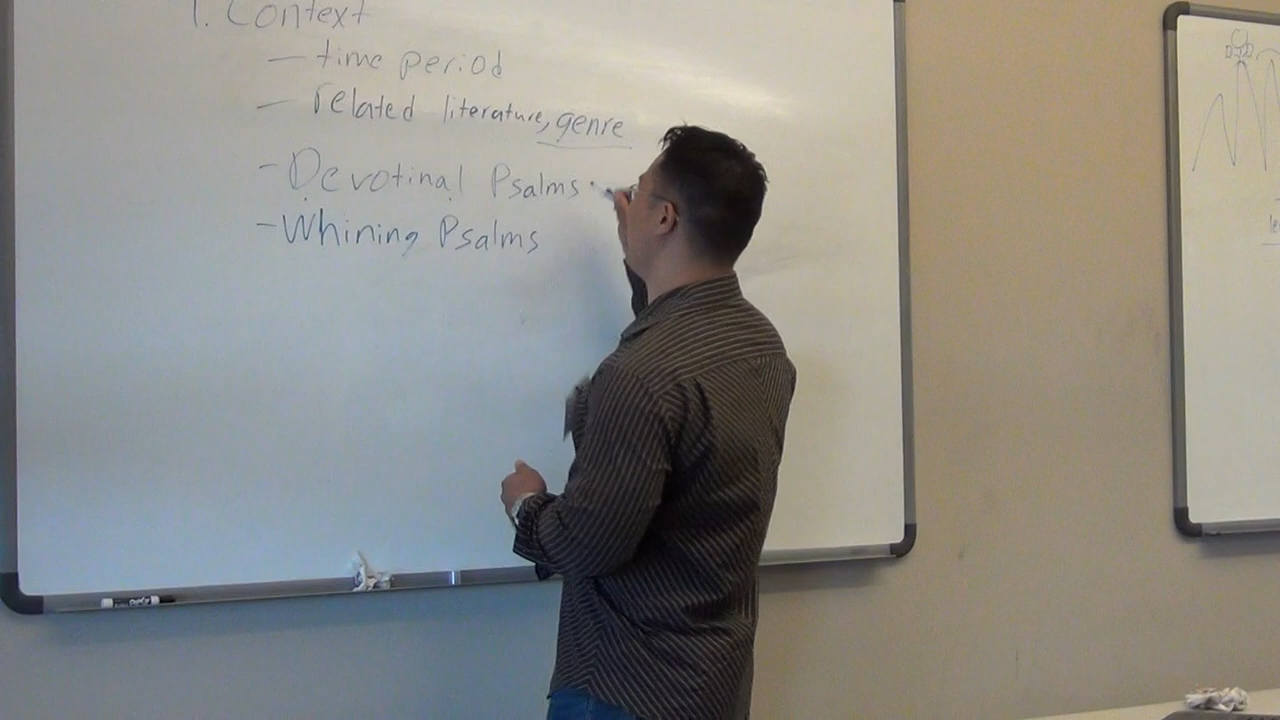 1. Context
— time period
— related literature, genre
- Devotinal Psalms
- Whining Psalms